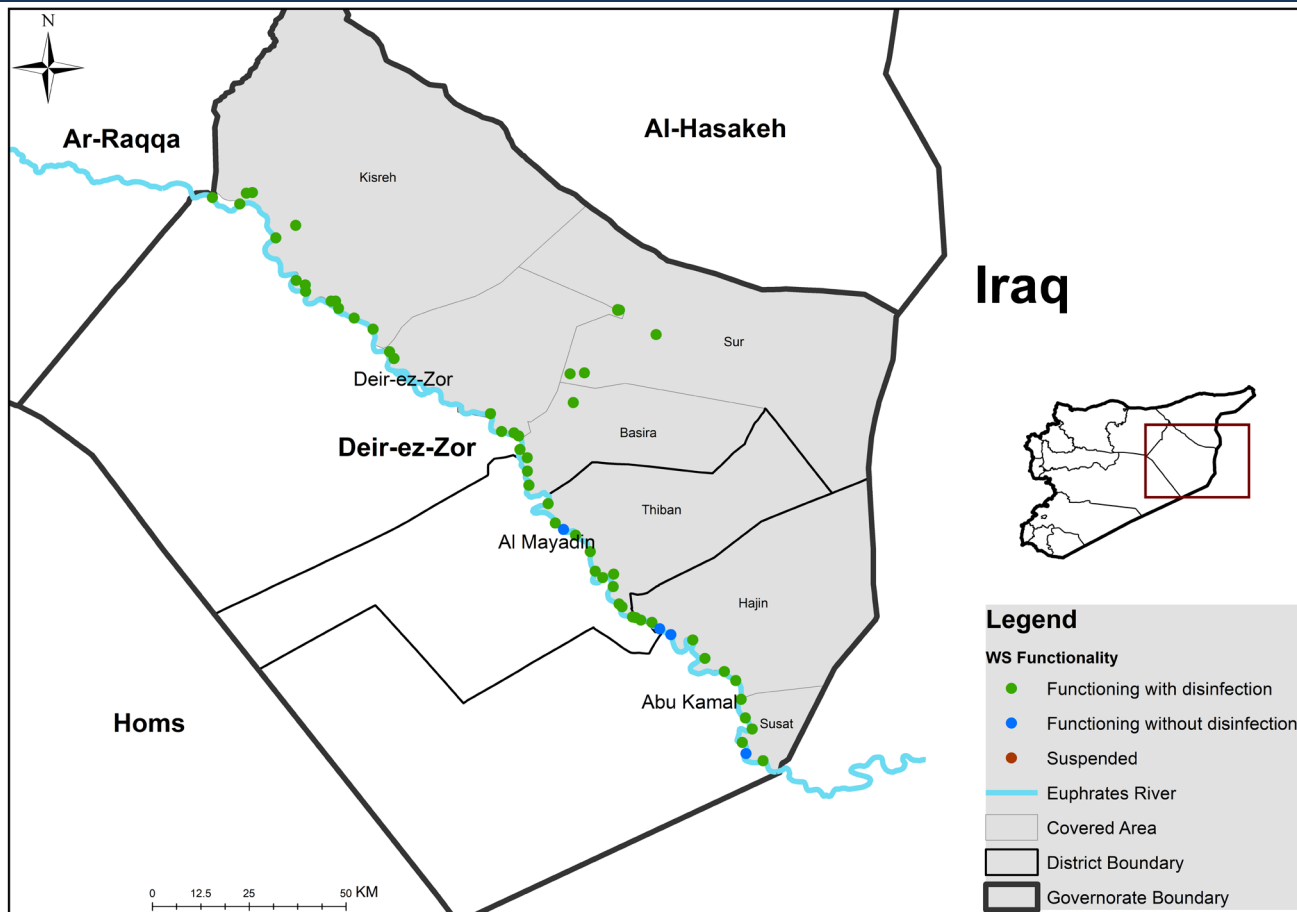 N
Ar-Raqqa
Al-Hasakeh
Kisreh
Iraq
Sur
Deir-ez-Zor
Deir-ez-Zor
Basira
Thiban
Al Mayadin
Hajin
Abu Kamal
Susat
Homs
Legend
WS Functionality
Functioning with disinfection
Functioning without disinfection
Suspended
Euphrates River
Covered Area
District Boundary
Governorate Boundary
0 12.5 25 50 KM